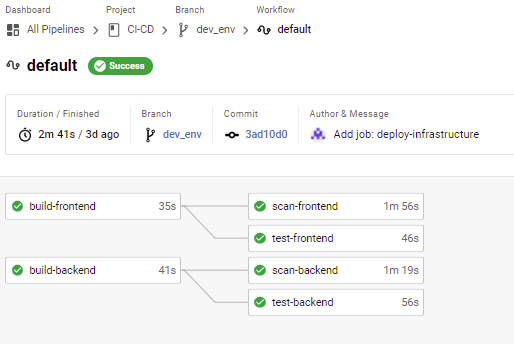 Dashboard Project Branch Workflow
All Pipelines CI-CD dev_env default
default Success
Duration / Finished Branch Commit Author & Message
2m 41s / 3d ago dev_env 3ad10d0 Add job: deploy-infrastructure
build-frontend 35s scan-frontend 1m 56s
test-frontend 46s
build-backend 41s scan-backend 1m 19s
test-backend 56s